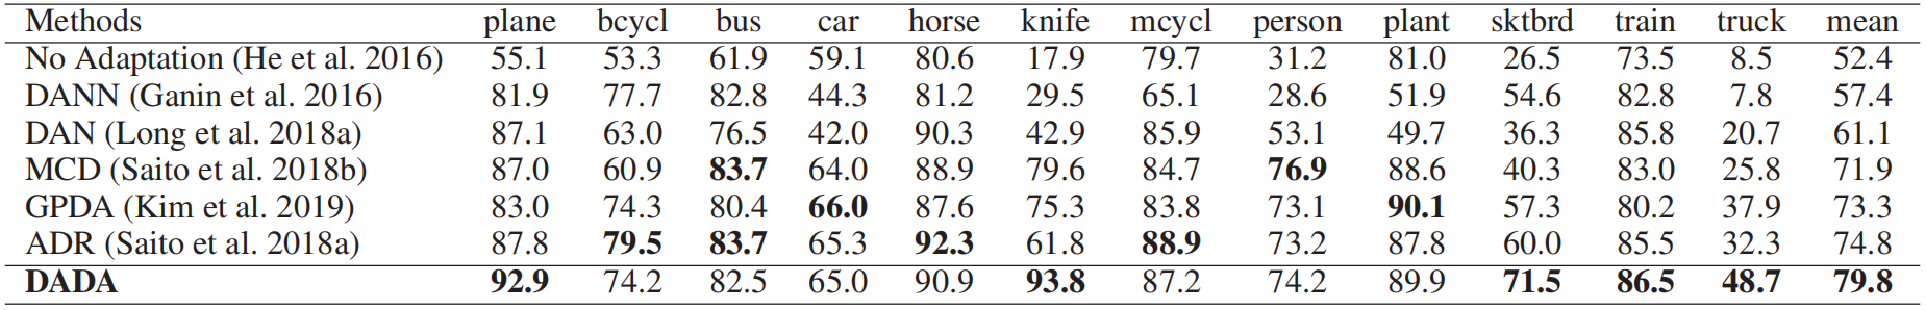 Methods plane bcycl bus car horse knife mcycl person plant sktbrd train truck mean
No Adaptation (He et al. 2016) 55.1 53.3 61.9 59.1 80.6 17.9 79.7 31.2 81.0 26.5 73.5 8.5 52.4
DANN (Ganin et al. 2016) 81.9 77.7 82.8 44.3 81.2 29.5 65.1 28.6 51.9 54.6 82.8 7.8 57.4
DAN (Long et al. 2018a) 87.1 63.0 76.5 42.0 90.3 42.9 85.9 53.1 49.7 36.3 85.8 20.7 61.1
MCD (Saito et al. 2018b) 87.0 60.9 83.7 64.0 88.9 79.6 84.7 76.9 88.6 40.3 83.0 25.8 71.9
GPDA (Kim et al. 2019) 83.0 74.3 80.4 66.0 87.6 75.3 83.8 73.1 90.1 57.3 80.2 37.9 73.3
ADR (Saito et al. 2018a) 87.8 79.5 83.7 65.3 92.3 61.8 88.9 73.2 87.8 60.0 85.5 32.3 74.8
DADA 92.9 74.2 82.5 65.0 90.9 93.8 87.2 74.2 89.9 71.5 86.5 48.7 79.8